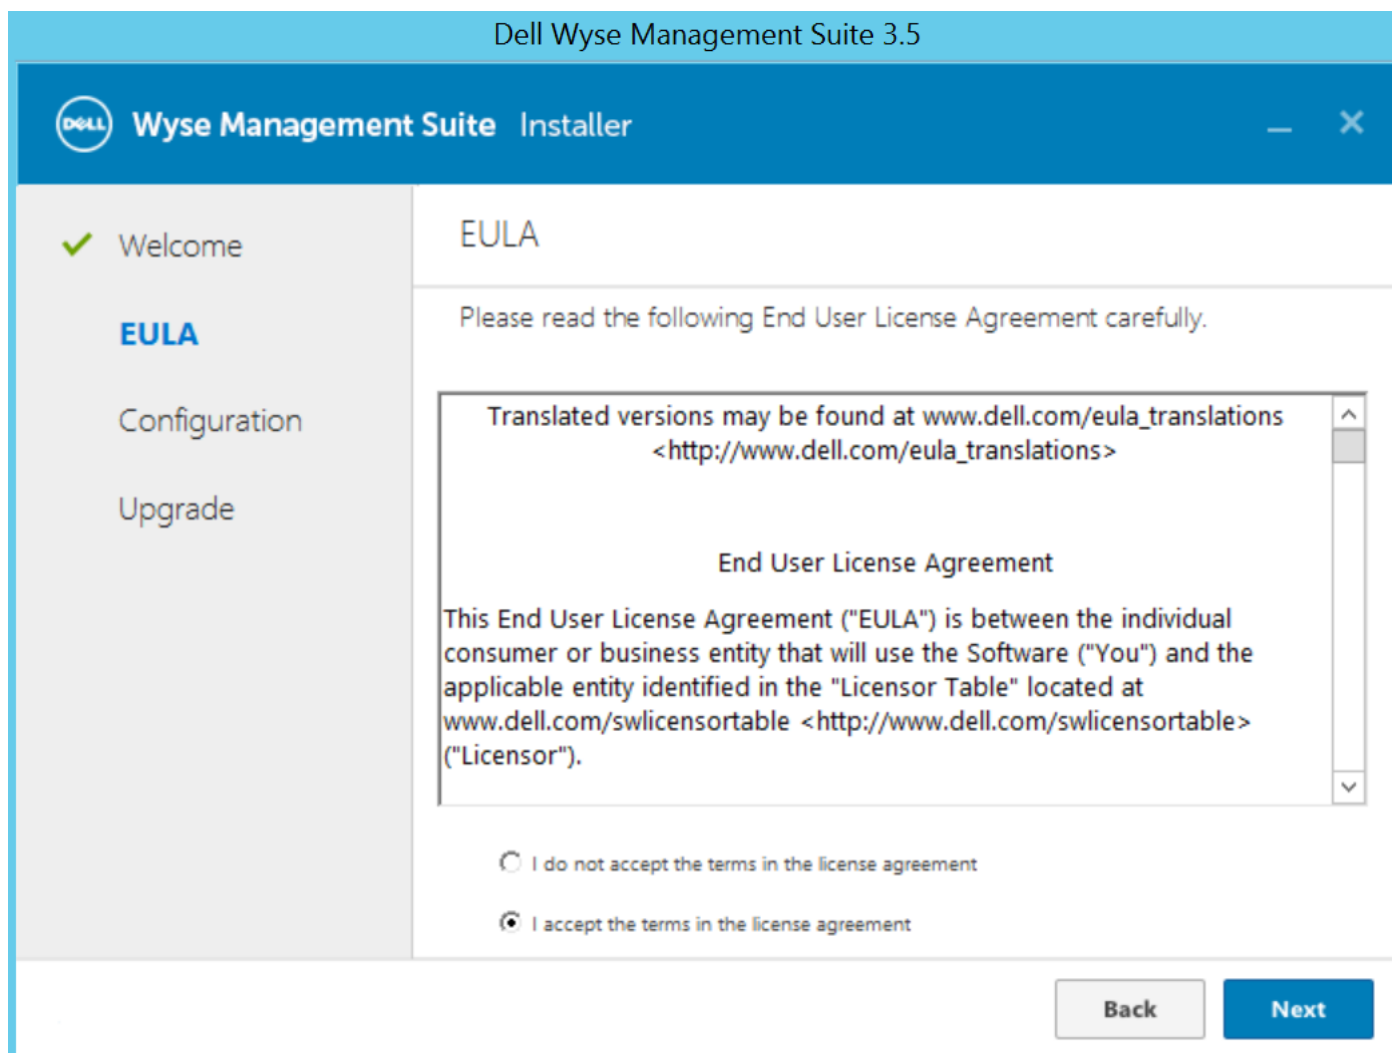 Dell Wyse Management Suite 3.5
DELL Wyse Management Suite Installer
Welcome
EULA
Configuration
Upgrade
EULA
Please read the following End User License Agreement carefully.
Translated versions may be found at www.dell.com/eula_translations
<http://www.dell.com/eula_translations>
End User License Agreement
This End User License Agreement ("EULA") is between the individual
consumer or business entity that will use the Software ("You") and the
applicable entity identified in the "Licensor Table" located at
www.dell.com/swlicensortable <http://www.dell.com/swlicensortable>
("Licensor").
I do not accept the terms in the license agreement
I accept the terms in the license agreement
Back
Next